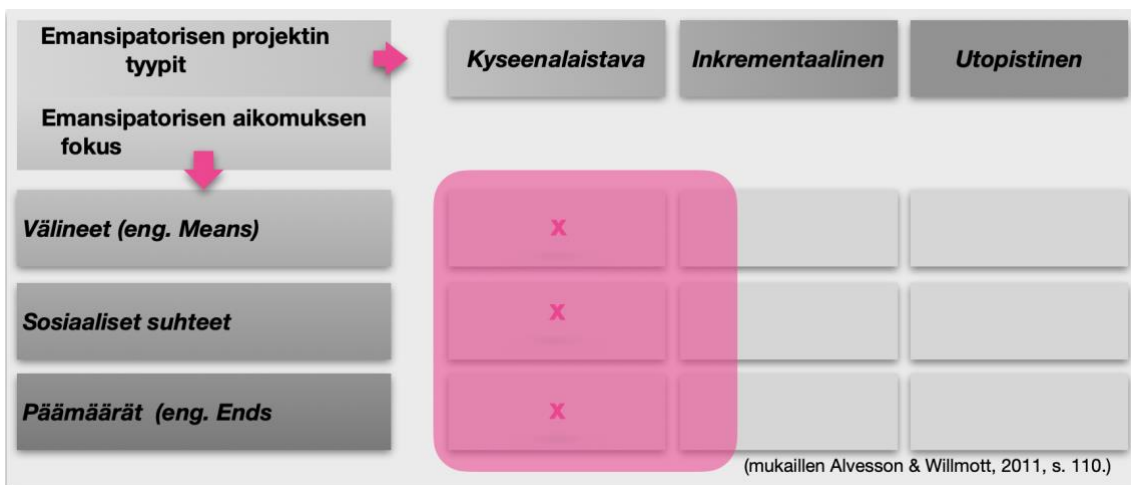 Emansipatorisen projektin
tyypit
Kyseenalaistava
Inkrementaalinen
Utopistinen
Emansipatorisen aikomuksen
fokus
Välineet (eng. Means)
x
Sosiaaliset suhteet
x
Päämäärät (eng. Ends
x
(mukaillen Alvesson & Willmott, 2011, s. 110.)